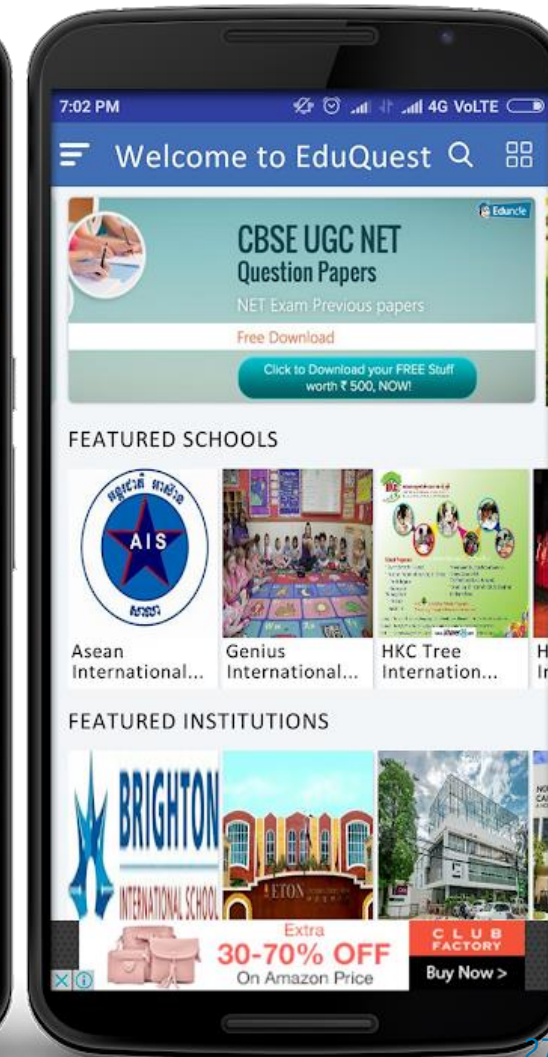 7:02 PM
4G VoLTE
Welcome to EduQuest
Eduncle
CBSE UGC NET
Question Papers
NET Exam Previous papers
Free Download
Click to Download your FREE Stuff
worth ₹ 500, NOW!
FEATURED SCHOOLS
AIS
សាលា
Asean
International...
Genius
International...
HKC Tree
Internation...
FEATURED INSTITUTIONS
BRIGHTON
INTERNATIONAL SCHOOL
ETON
Extra
30-70% OFF
On Amazon Price
CLUB
FACTORY
Buy Now >